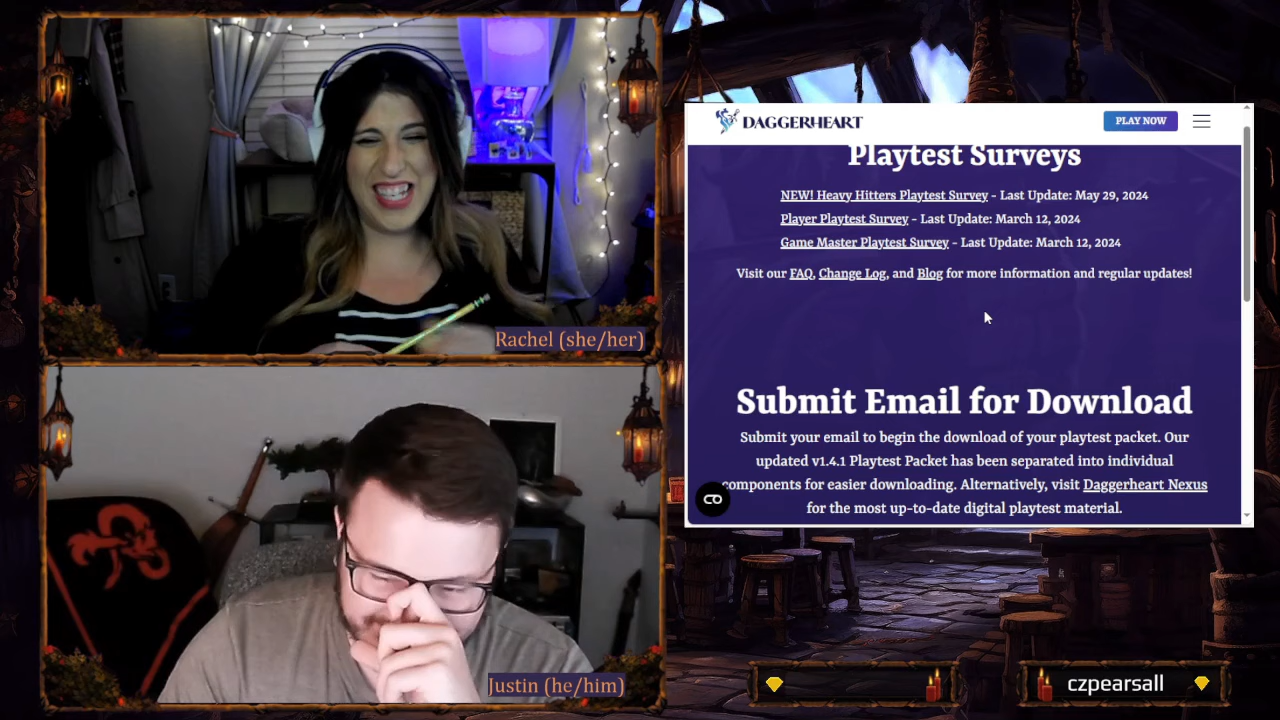 Rachel (she/her)
Justin (he/him)
DAGGERHEART
PLAY NOW
Playtest Surveys
NEW! Heavy Hitters Playtest Survey - Last Update: May 29, 2024
Player Playtest Survey - Last Update: March 12, 2024
Game Master Playtest Survey - Last Update: March 12, 2024
Visit our FAQ, Change Log, and Blog for more information and regular updates!
Submit Email for Download
Submit your email to begin the download of your playtest packet. Our
updated v1.4.1 Playtest Packet has been separated into individual
components for easier downloading. Alternatively, visit Daggerheart Nexus
for the most up-to-date digital playtest material.
czpearsall